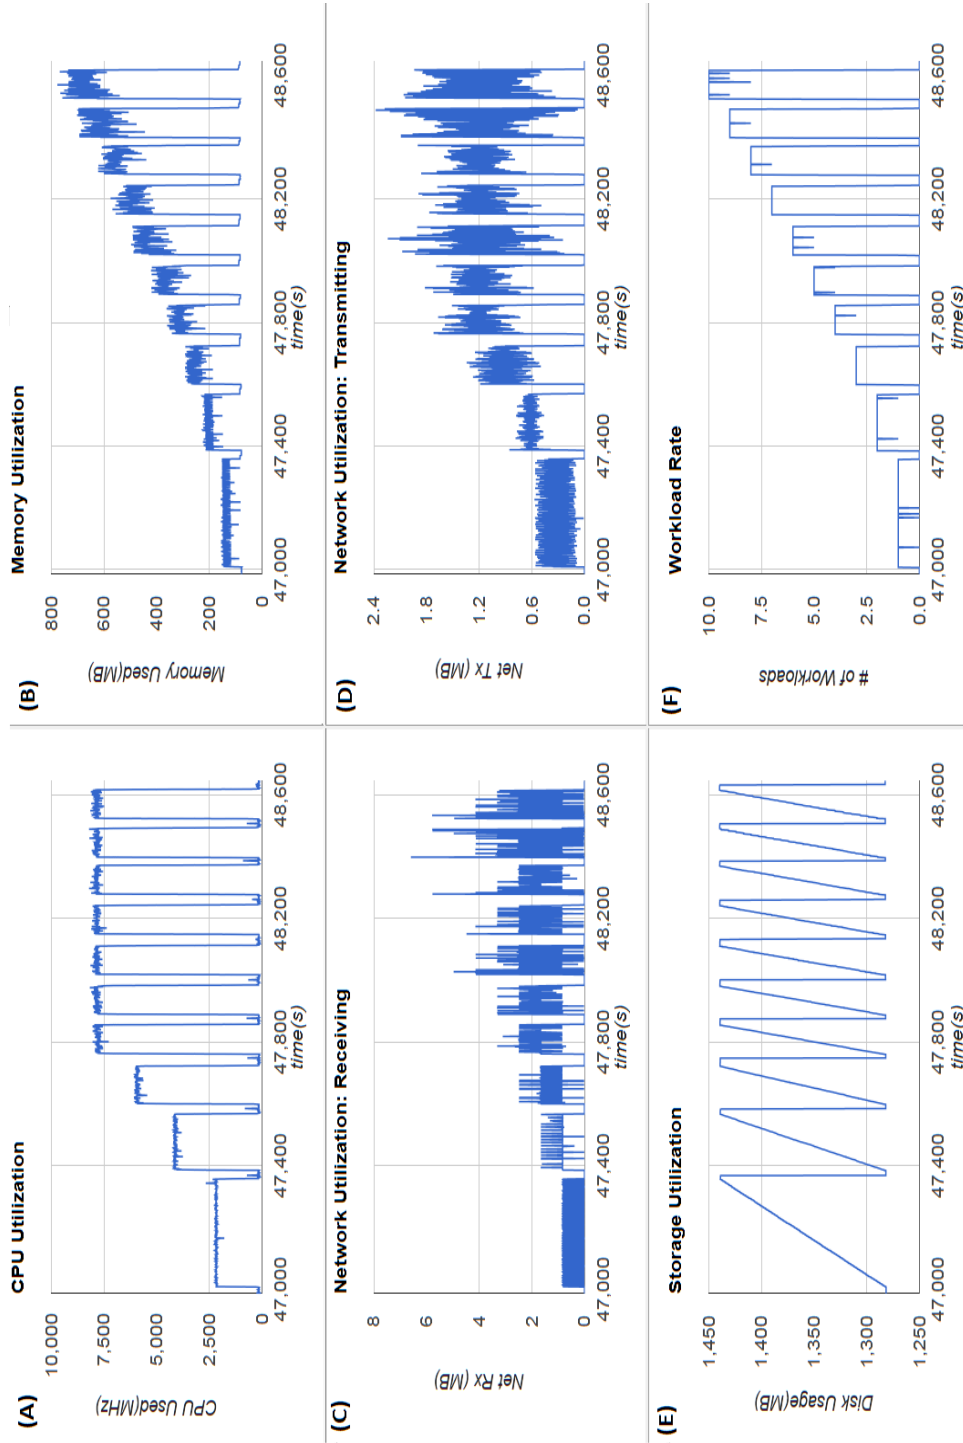 (A)
CPU Utilization
CPU Used(MHz)
10,000
7,500
5,000
2,500
0
47,000
47,400
47,800
48,200
48,600
time(s)
(B)
Memory Utilization
Memory Used(MB)
800
600
400
200
0
47,000
47,400
47,800
48,200
48,600
time(s)
(C)
Network Utilization: Receiving
Net Rx (MB)
8
6
4
2
0
47,000
47,400
47,800
48,200
48,600
time(s)
(D)
Network Utilization: Transmitting
Net Tx (MB)
2.4
1.8
1.2
0.6
0.0
47,000
47,400
47,800
48,200
48,600
time(s)
(E)
Storage Utilization
Disk Usage(MB)
1,450
1,400
1,350
1,300
1,250
47,000
47,400
47,800
48,200
48,600
time(s)
(F)
Workload Rate
# of Workloads
10.0
7.5
5.0
2.5
0.0
47,000
47,400
47,800
48,200
48,600
time(s)